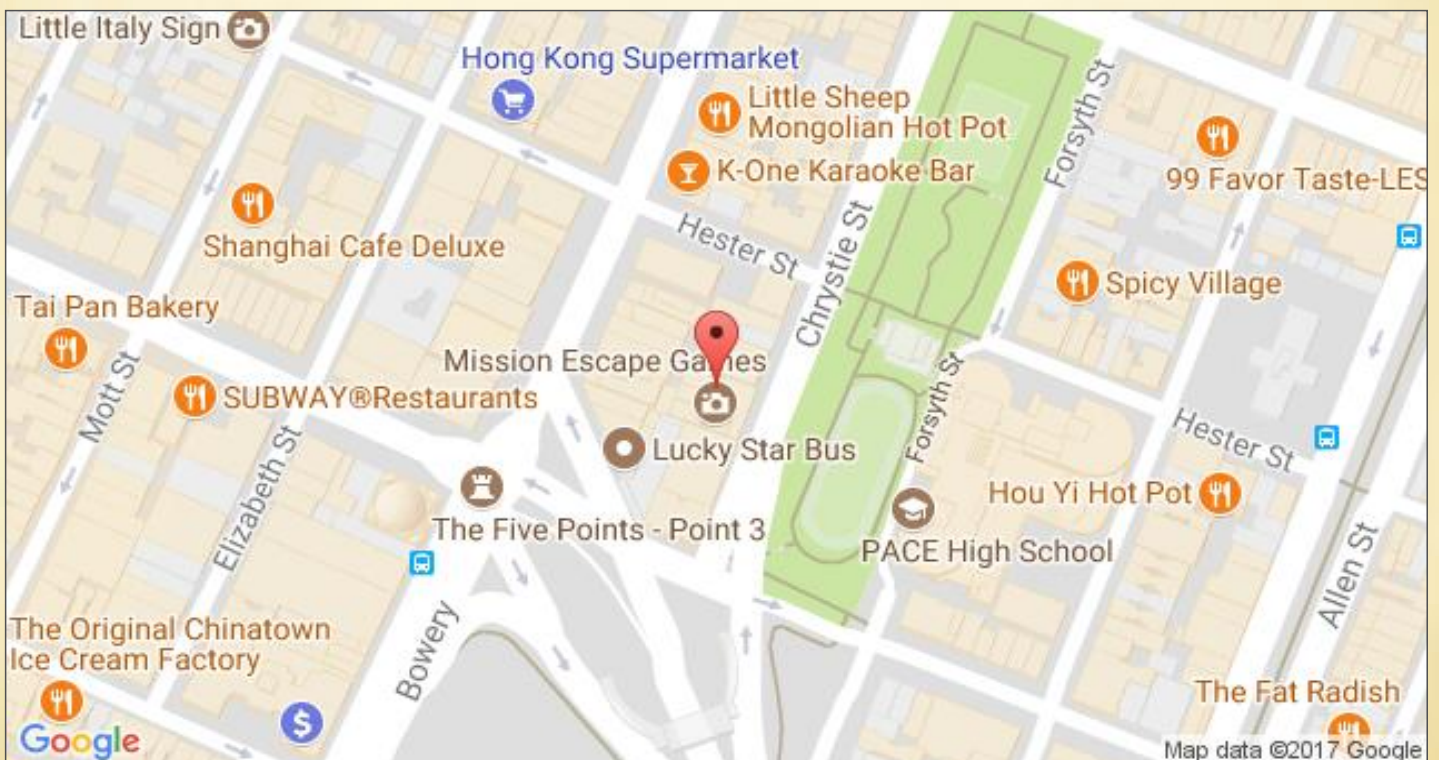 Little Italy Sign
Hong Kong Supermarket
Little Sheep
Mongolian Hot Pot
Forsyth St
99 Favor Taste-LES
K-One Karaoke Bar
Shanghai Cafe Deluxe
Hester St
Chrystie St
Spicy Village
Tai Pan Bakery
Mission Escape Games
SUBWAY®Restaurants
Mott St
Forsyth St
Hester St
Lucky Star Bus
Elizabeth St
Hou Yi Hot Pot
The Five Points - Point 3
PACE High School
Allen St
The Original Chinatown
Ice Cream Factory
Bowery
The Fat Radish
$
Google
Map data ©2017 Google